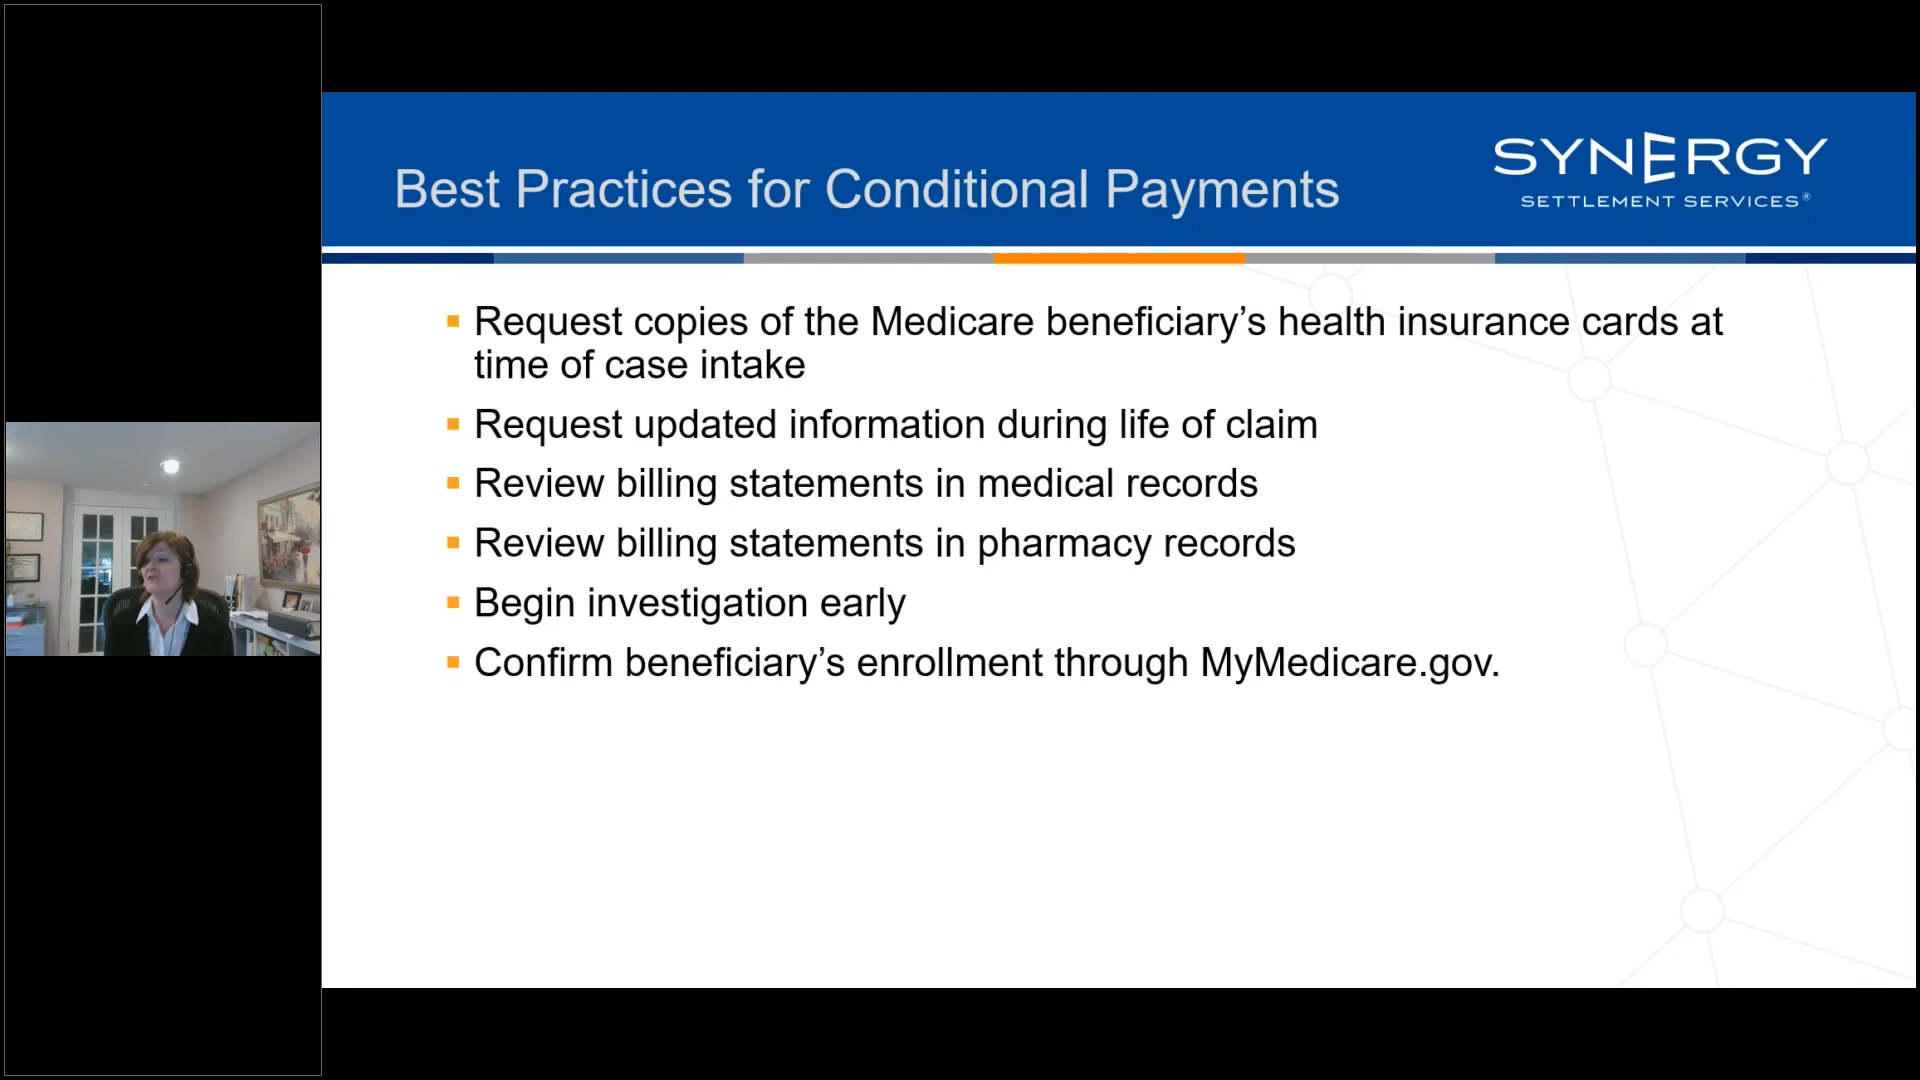 Best Practices for Conditional Payments
SYNERGY
SETTLEMENT SERVICES®
▪ Request copies of the Medicare beneficiary’s health insurance cards at
time of case intake
▪ Request updated information during life of claim
▪ Review billing statements in medical records
▪ Review billing statements in pharmacy records
▪ Begin investigation early
▪ Confirm beneficiary’s enrollment through MyMedicare.gov.